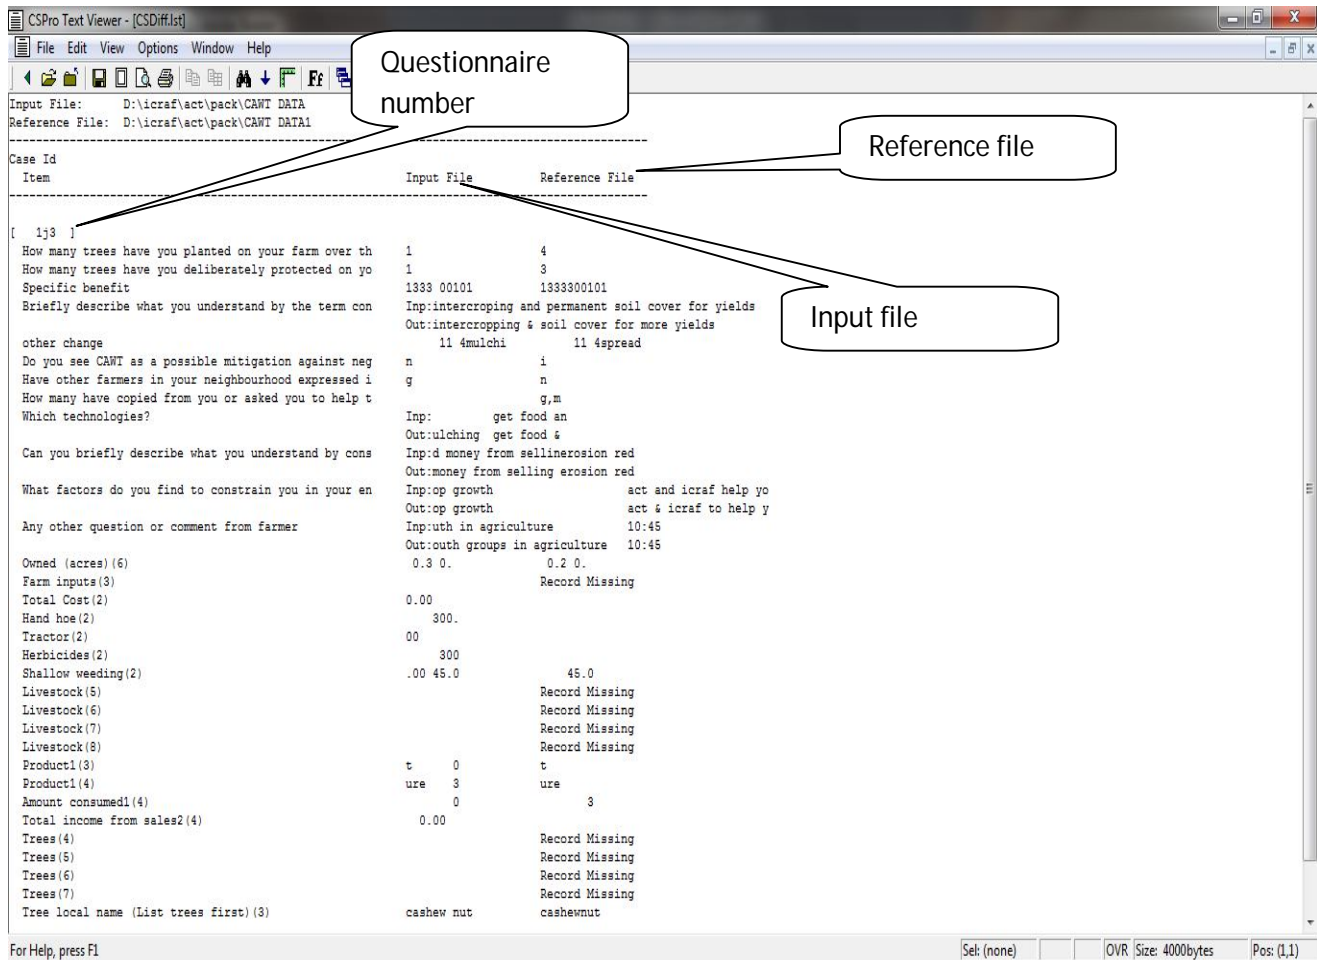 CSPro Text Viewer - [CSDiff.lst]
File Edit View Options Window Help
Questionnaire
number
Ff
Input File: D:\icraf\act\pack\CAWT DATA
Reference File: D:\icraf\act\pack\CAWT DATA1
Reference file
Case Id
Item Input File Reference File
[ 1j3 ]
How many trees have you planted on your farm over th 1 4
How many trees have you deliberately protected on yo 1 3
Specific benefit 1333 00101 1333300101
Briefly describe what you understand by the term con Inp:intercroping and permanent soil cover for yields
Out:intercropping & soil cover for more yields
Input file
other change 11 4mulchi 11 4spread
Do you see CAWT as a possible mitigation against neg n i
Have other farmers in your neighbourhood expressed i g n
How many have copied from you or asked you to help t g,m
Which technologies? Inp: get food an
Out:ulching get food &
Can you briefly describe what you understand by cons Inp:d money from sellinerosion red
Out:money from selling erosion red
What factors do you find to constrain you in your en Inp:op growth act and icraf help yo
Out:op growth act & icraf to help y
Any other question or comment from farmer Inp:uth in agriculture 10:45
Out:outh groups in agriculture 10:45
Owned (acres)(6) 0.3 0. 0.2 0.
Farm inputs(3) Record Missing
Total Cost(2) 0.00
Hand hoe(2) 300.
Tractor(2) 00
Herbicides(2) 300
Shallow weeding(2) .00 45.0 45.0
Livestock(5) Record Missing
Livestock(6) Record Missing
Livestock(7) Record Missing
Livestock(8) Record Missing
Product1(3) t 0 t
Product1(4) ure 3 ure
Amount consumed1(4) 0 3
Total income from sales2(4) 0.00
Trees(4) Record Missing
Trees(5) Record Missing
Trees(6) Record Missing
Trees(7) Record Missing
Tree local name (List trees first)(3) cashew nut cashewnut
For Help, press F1 Sel: (none) OVR Size: 4000bytes Pos: (1,1)